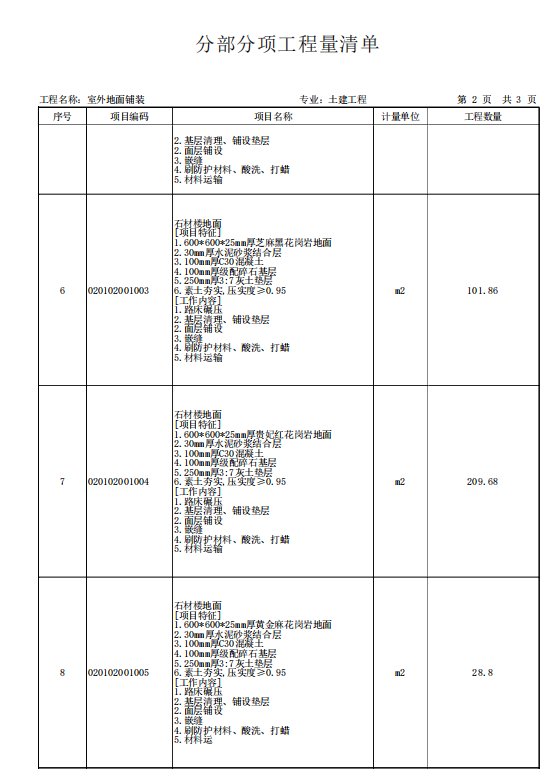 分部分项工程量清单
工程名称: 室外地面铺装 专业: 土建工程 第 2 页 共 3 页
序号 项目编码 项目名称 计量单位 工程数量
2.基层清理、铺设垫层
2.面层铺设
3.嵌缝
4.刷防护材料、酸洗、打蜡
5.材料运输
石材楼地面
[项目特征]
1.600*600*25mm厚芝麻黑花岗岩地面
2.30mm厚水泥砂浆结合层
3.100mm厚C30混凝土
4.100mm厚级配碎石基层
5.250mm厚3:7灰土垫层
6 020102001003 6.素土夯实,压实度≥0.95 m2 101.86
[工作内容]
1.路床碾压
2.基层清理、铺设垫层
2.面层铺设
3.嵌缝
4.刷防护材料、酸洗、打蜡
5.材料运输
石材楼地面
[项目特征]
1.600*600*25mm厚贵妃红花岗岩地面
2.30mm厚水泥砂浆结合层
3.100mm厚C30混凝土
4.100mm厚级配碎石基层
5.250mm厚3:7灰土垫层
7 020102001004 6.素土夯实,压实度≥0.95 m2 209.68
[工作内容]
1.路床碾压
2.基层清理、铺设垫层
2.面层铺设
3.嵌缝
4.刷防护材料、酸洗、打蜡
5.材料运输
石材楼地面
[项目特征]
1.600*600*25mm厚黄金麻花岗岩地面
2.30mm厚水泥砂浆结合层
3.100mm厚C30混凝土
4.100mm厚级配碎石基层
5.250mm厚3:7灰土垫层
8 020102001005 6.素土夯实,压实度≥0.95 m2 28.8
[工作内容]
1.路床碾压
2.基层清理、铺设垫层
2.面层铺设
3.嵌缝
4.刷防护材料、酸洗、打蜡
5.材料运